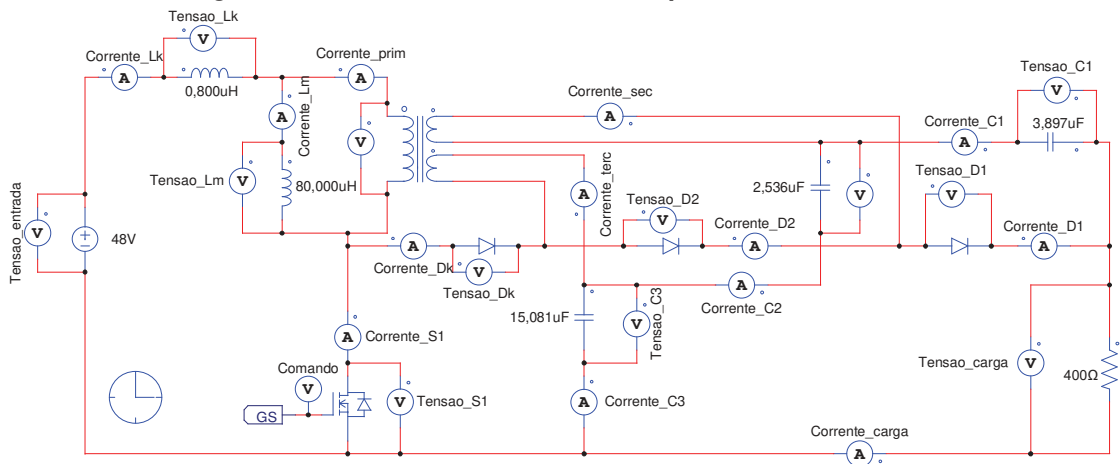 Tensao_Lk
Corrente_Lk
V
A
0,800uH
Corrente_prim
A
Corrente_Lm
A
V
Tensao_Lm
V
80,000uH
Tensao_entrada
V
48V
Corrente_sec
A
Corrente_terc
A
Tensao_C1
V
Corrente_C1
A
3,897uF
2,536uF
V
Tensao_D1
V
Corrente_D1
A
Tensao_D2
V
Corrente_D2
A
A
Corrente_Dk
V
Tensao_Dk
A
Corrente_C2
15,081uF
V
Tensao_C3
A
Corrente_S1
Comando
V
GS
V
Tensao_S1
A
Corrente_C3
Tensao_carga
V
400Ω
Corrente_carga
A